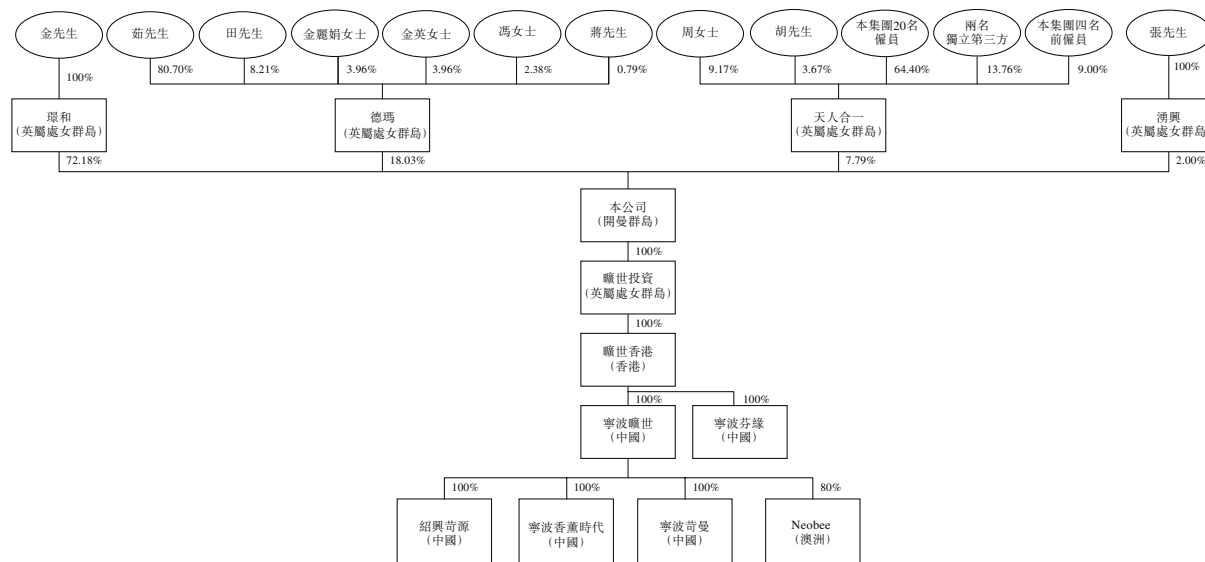 金先生
茹先生
田先生
金麗娟女士
金英女士
馮女士
蔣先生
周女士
胡先生
本集團20名
僱員
兩名
獨立第三方
本集團四名
前僱員
張先生
100%
80.70%
8.21%
3.96%
3.96%
2.38%
0.79%
9.17%
3.67%
64.40%
13.76%
9.00%
100%
璟和
(英屬處女群島)
德瑪
(英屬處女群島)
天人合一
(英屬處女群島)
湧興
(英屬處女群島)
72.18%
18.03%
7.79%
2.00%
本公司
(開曼群島)
100%
曠世投資
(英屬處女群島)
100%
曠世香港
(香港)
100%
100%
寧波曠世
(中國)
寧波芬緣
(中國)
100%
100%
100%
80%
紹興苛源
(中國)
寧波香薰時代
(中國)
寧波苛曼
(中國)
Neobee
(澳洲)